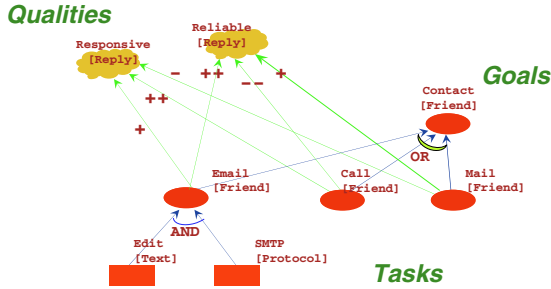 Qualities
Reliable
[Reply]
Responsive
[Reply]
- ++ +
--
++
+
Goals
Contact
[Friend]
OR
Email
[Friend]
Call
[Friend]
Mail
[Friend]
AND
Edit
[Text]
SMTP
[Protocol]
Tasks